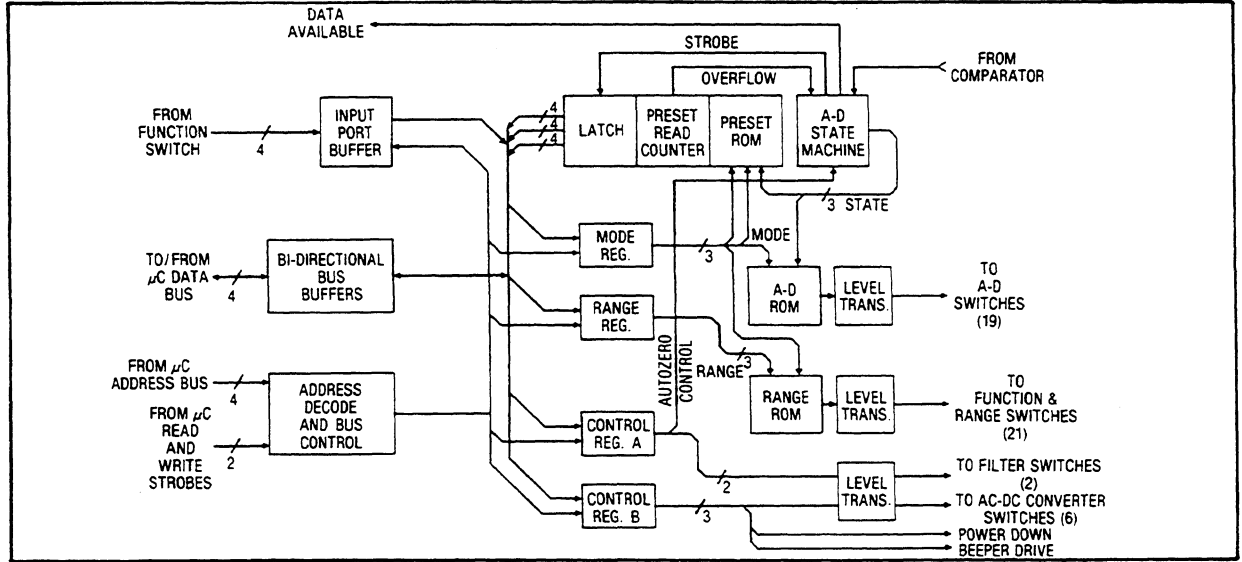 DATA
AVAILABLE
STROBE
OVERFLOW
FROM
COMPARATOR
FROM
FUNCTION
SWITCH
4
INPUT
PORT
BUFFER
4
4
4
LATCH
PRESET
READ
COUNTER
PRESET
ROM
A-D
STATE
MACHINE
3 STATE
TO/FROM
μC DATA
BUS
4
BI-DIRECTIONAL
BUS
BUFFERS
MODE
REG.
3
MODE
A-D
ROM
LEVEL
TRANS.
TO
A-D
SWITCHES
(19)
RANGE
REG.
AUTOZERO
CONTROL
RANGE
3
RANGE
ROM
LEVEL
TRANS.
TO
FUNCTION &
RANGE SWITCHES
(21)
FROM μC
ADDRESS BUS
4
FROM μC
READ
AND
WRITE
STROBES
2
ADDRESS
DECODE
AND BUS
CONTROL
CONTROL
REG. A
2
LEVEL
TRANS.
TO FILTER SWITCHES
(2)
CONTROL
REG. B
3
TO AC-DC CONVERTER
SWITCHES (6)
POWER DOWN
BEEPER DRIVE